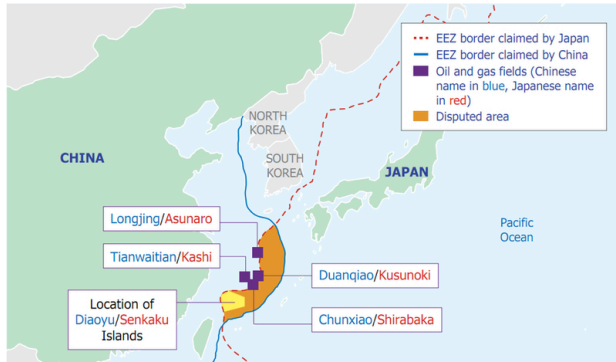 EEZ border claimed by Japan
EEZ border claimed by China
Oil and gas fields (Chinese
name in blue, Japanese name
in red)
Disputed area
NORTH
KOREA
SOUTH
KOREA
CHINA
JAPAN
Pacific
Ocean
Longjing/Asunaro
Tianwaitian/Kashi
Duanqiao/Kusunoki
Location of
Diaoyu/Senkaku
Islands
Chunxiao/Shirabaka